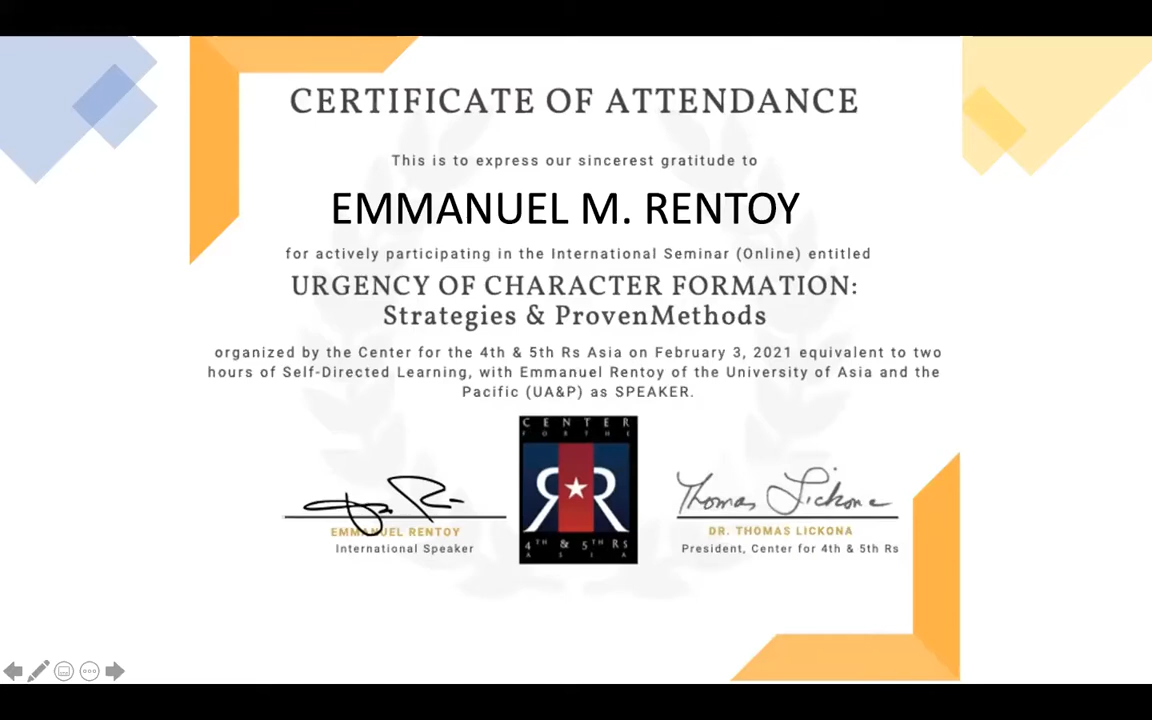 CERTIFICATE OF ATTENDANCE
This is to express our sincerest gratitude to
EMMANUEL M. RENTOY
for actively participating in the International Seminar (Online) entitled
URGENCY OF CHARACTER FORMATION:
Strategies & ProvenMethods
organized by the Center for the 4th & 5th Rs Asia on February 3, 2021 equivalent to two
hours of Self-Directed Learning, with Emmanuel Rentoy of the University of Asia and the
Pacific (UA&P) as SPEAKER.
CENTER
FOR THE
RR
4TH & 5TH RS
ASIA
EMMANUEL RENTOY
International Speaker
Thomas Lickona
DR. THOMAS LICKONA
President, Center for 4th & 5th Rs